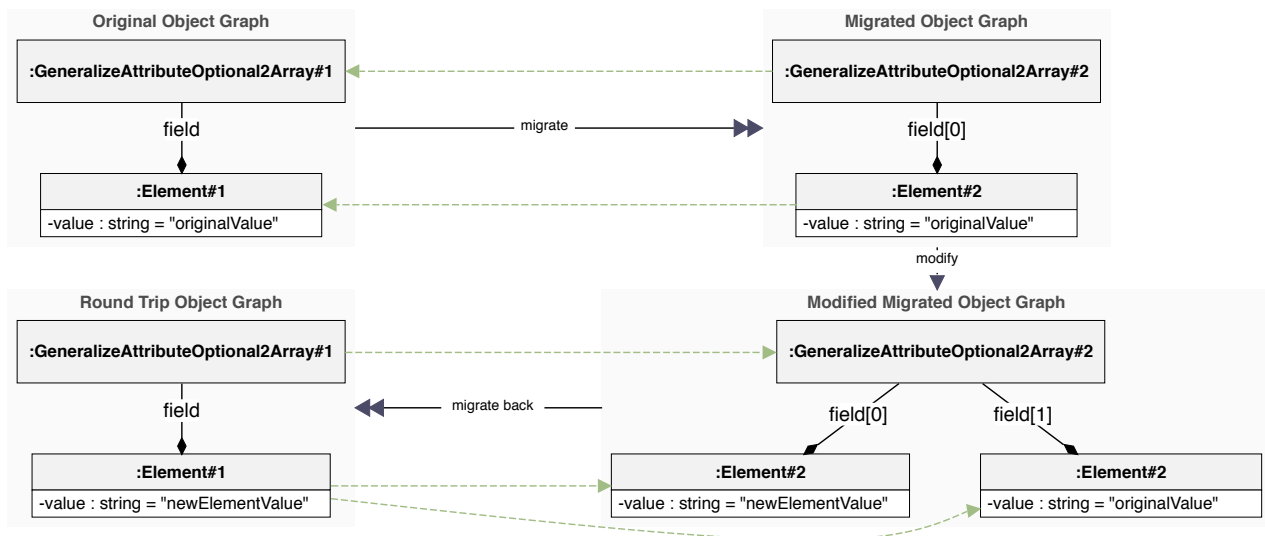 Original Object Graph
Migrated Object Graph
:GeneralizeAttributeOptional2Array#1
:GeneralizeAttributeOptional2Array#2
field
migrate
field[0]
:Element#1
:Element#2
-value : string = "originalValue"
-value : string = "originalValue"
modify
Round Trip Object Graph
Modified Migrated Object Graph
:GeneralizeAttributeOptional2Array#1
:GeneralizeAttributeOptional2Array#2
field
migrate back
field[0]
field[1]
:Element#1
:Element#2
:Element#2
-value : string = "newElementValue"
-value : string = "newElementValue"
-value : string = "originalValue"